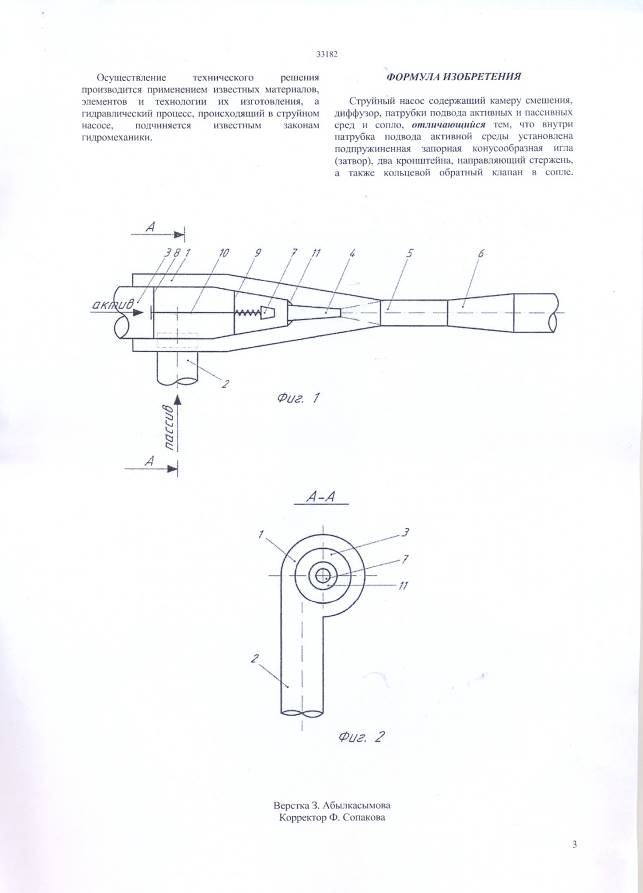 33182
Осуществление технического решения
производится применением известных материалов,
элементов и технологии их изготовления, а
гидравлический процесс, происходящий в струйном
насосе, подчиняется известным законам
гидромеханики.
ФОРМУЛА ИЗОБРЕТЕНИЯ
Струйный насос содержащий камеру смешения,
диффузор, патрубки подвода активных и пассивных
сред и сопло, отличающийся тем, что внутри
патрубка подвода активной среды установлена
подпружиненная запорная конусообразная игла
(затвор), два кронштейна, направляющий стержень,
а также кольцевой обратный клапан в сопле.
А
3 8 1 10 9 7 11 4 5 6
актив
2
Фиг. 1
пассив
А
А-А
1
3
7
11
2
Фиг. 2
Верстка З. Абылкасымова
Корректор Ф. Сопакова
3